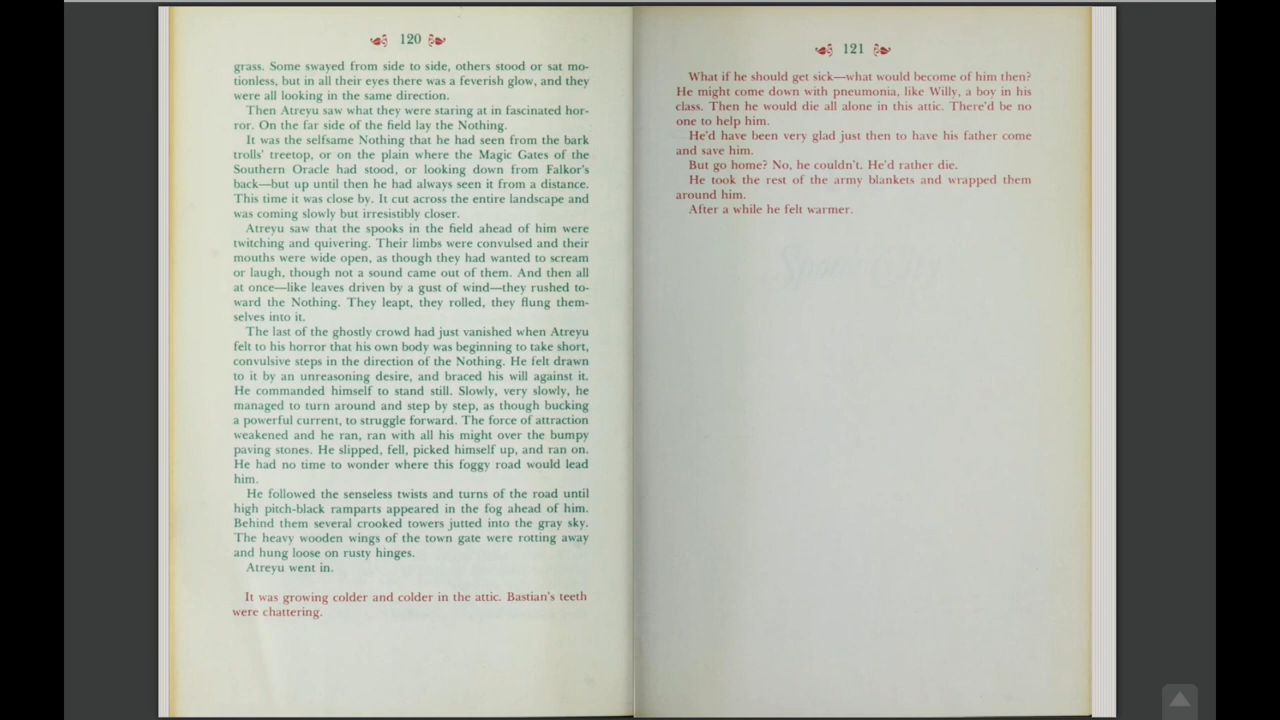 120
grass. Some swayed from side to side, others stood or sat mo-
tionless, but in all their eyes there was a feverish glow, and they
were all looking in the same direction.
Then Atreyu saw what they were staring at in fascinated hor-
ror. On the far side of the field lay the Nothing.
It was the selfsame Nothing that he had seen from the bark
trolls' treetop, or on the plain where the Magic Gates of the
Southern Oracle had stood, or looking down from Falkor's
back—but up until then he had always seen it from a distance.
This time it was close by. It cut across the entire landscape and
was coming slowly but irresistibly closer.
Atreyu saw that the spooks in the field ahead of him were
twitching and quivering. Their limbs were convulsed and their
mouths were wide open, as though they had wanted to scream
or laugh, though not a sound came out of them. And then all
at once—like leaves driven by a gust of wind—they rushed to-
ward the Nothing. They leapt, they rolled, they flung them-
selves into it.
The last of the ghostly crowd had just vanished when Atreyu
felt to his horror that his own body was beginning to take short,
convulsive steps in the direction of the Nothing. He felt drawn
to it by an unreasoning desire, and braced his will against it.
He commanded himself to stand still. Slowly, very slowly, he
managed to turn around and step by step, as though bucking
a powerful current, to struggle forward. The force of attraction
weakened and he ran, ran with all his might over the bumpy
paving stones. He slipped, fell, picked himself up, and ran on.
He had no time to wonder where this foggy road would lead
him.
He followed the senseless twists and turns of the road until
high pitch-black ramparts appeared in the fog ahead of him.
Behind them several crooked towers jutted into the gray sky.
The heavy wooden wings of the town gate were rotting away
and hung loose on rusty hinges.
Atreyu went in.
It was growing colder and colder in the attic. Bastian's teeth
were chattering.
121
What if he should get sick—what would become of him then?
He might come down with pneumonia, like Willy, a boy in his
class. Then he would die all alone in this attic. There'd be no
one to help him.
He'd have been very glad just then to have his father come
and save him.
But go home? No, he couldn't. He'd rather die.
He took the rest of the army blankets and wrapped them
around him.
After a while he felt warmer.